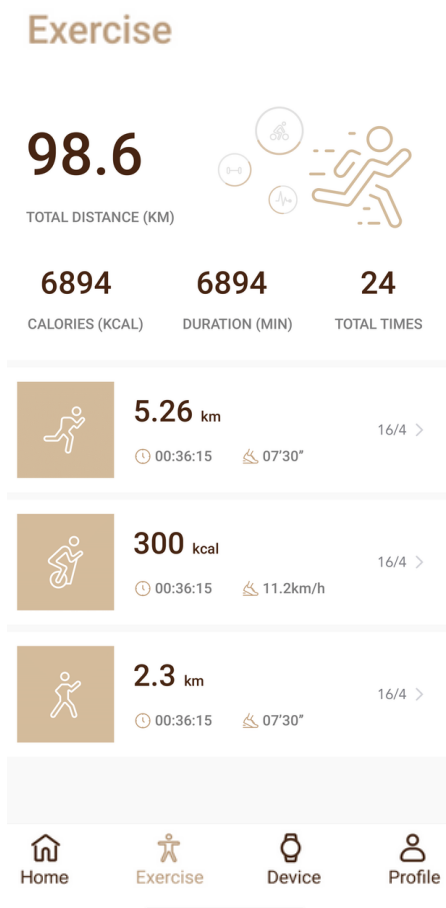 Exercise
98.6
TOTAL DISTANCE (KM)
6894 6894 24
CALORIES (KCAL) DURATION (MIN) TOTAL TIMES
5.26 km
16/4
00:36:15 07’30”
300 kcal
16/4
00:36:15 11.2km/h
2.3 km
16/4
00:36:15 07’30”
Home Exercise Device Profile